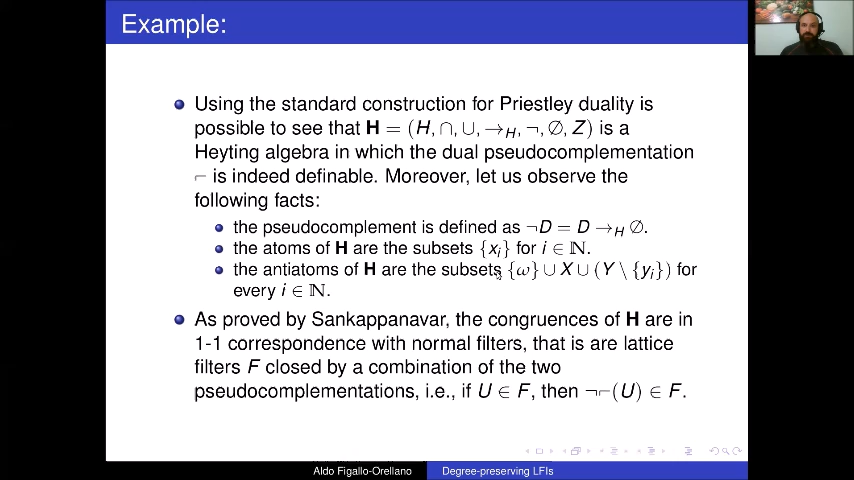 Example:
Using the standard construction for Priestley duality is
possible to see that H = (H, ∩, ∪, →_H, ¬, ∅, Z) is a
Heyting algebra in which the dual pseudocomplementation
⌐ is indeed definable. Moreover, let us observe the
following facts:
the pseudocomplement is defined as ¬D = D →_H ∅.
the atoms of H are the subsets {x_i} for i ∈ ℕ.
the antiatoms of H are the subsets {ω} ∪ X ∪ (Y \ {y_i}) for
every i ∈ ℕ.
As proved by Sankappanavar, the congruences of H are in
1-1 correspondence with normal filters, that is are lattice
filters F closed by a combination of the two
pseudocomplementations, i.e., if U ∈ F, then ¬⌐(U) ∈ F.
Aldo Figallo-Orellano
Degree-preserving LFIs